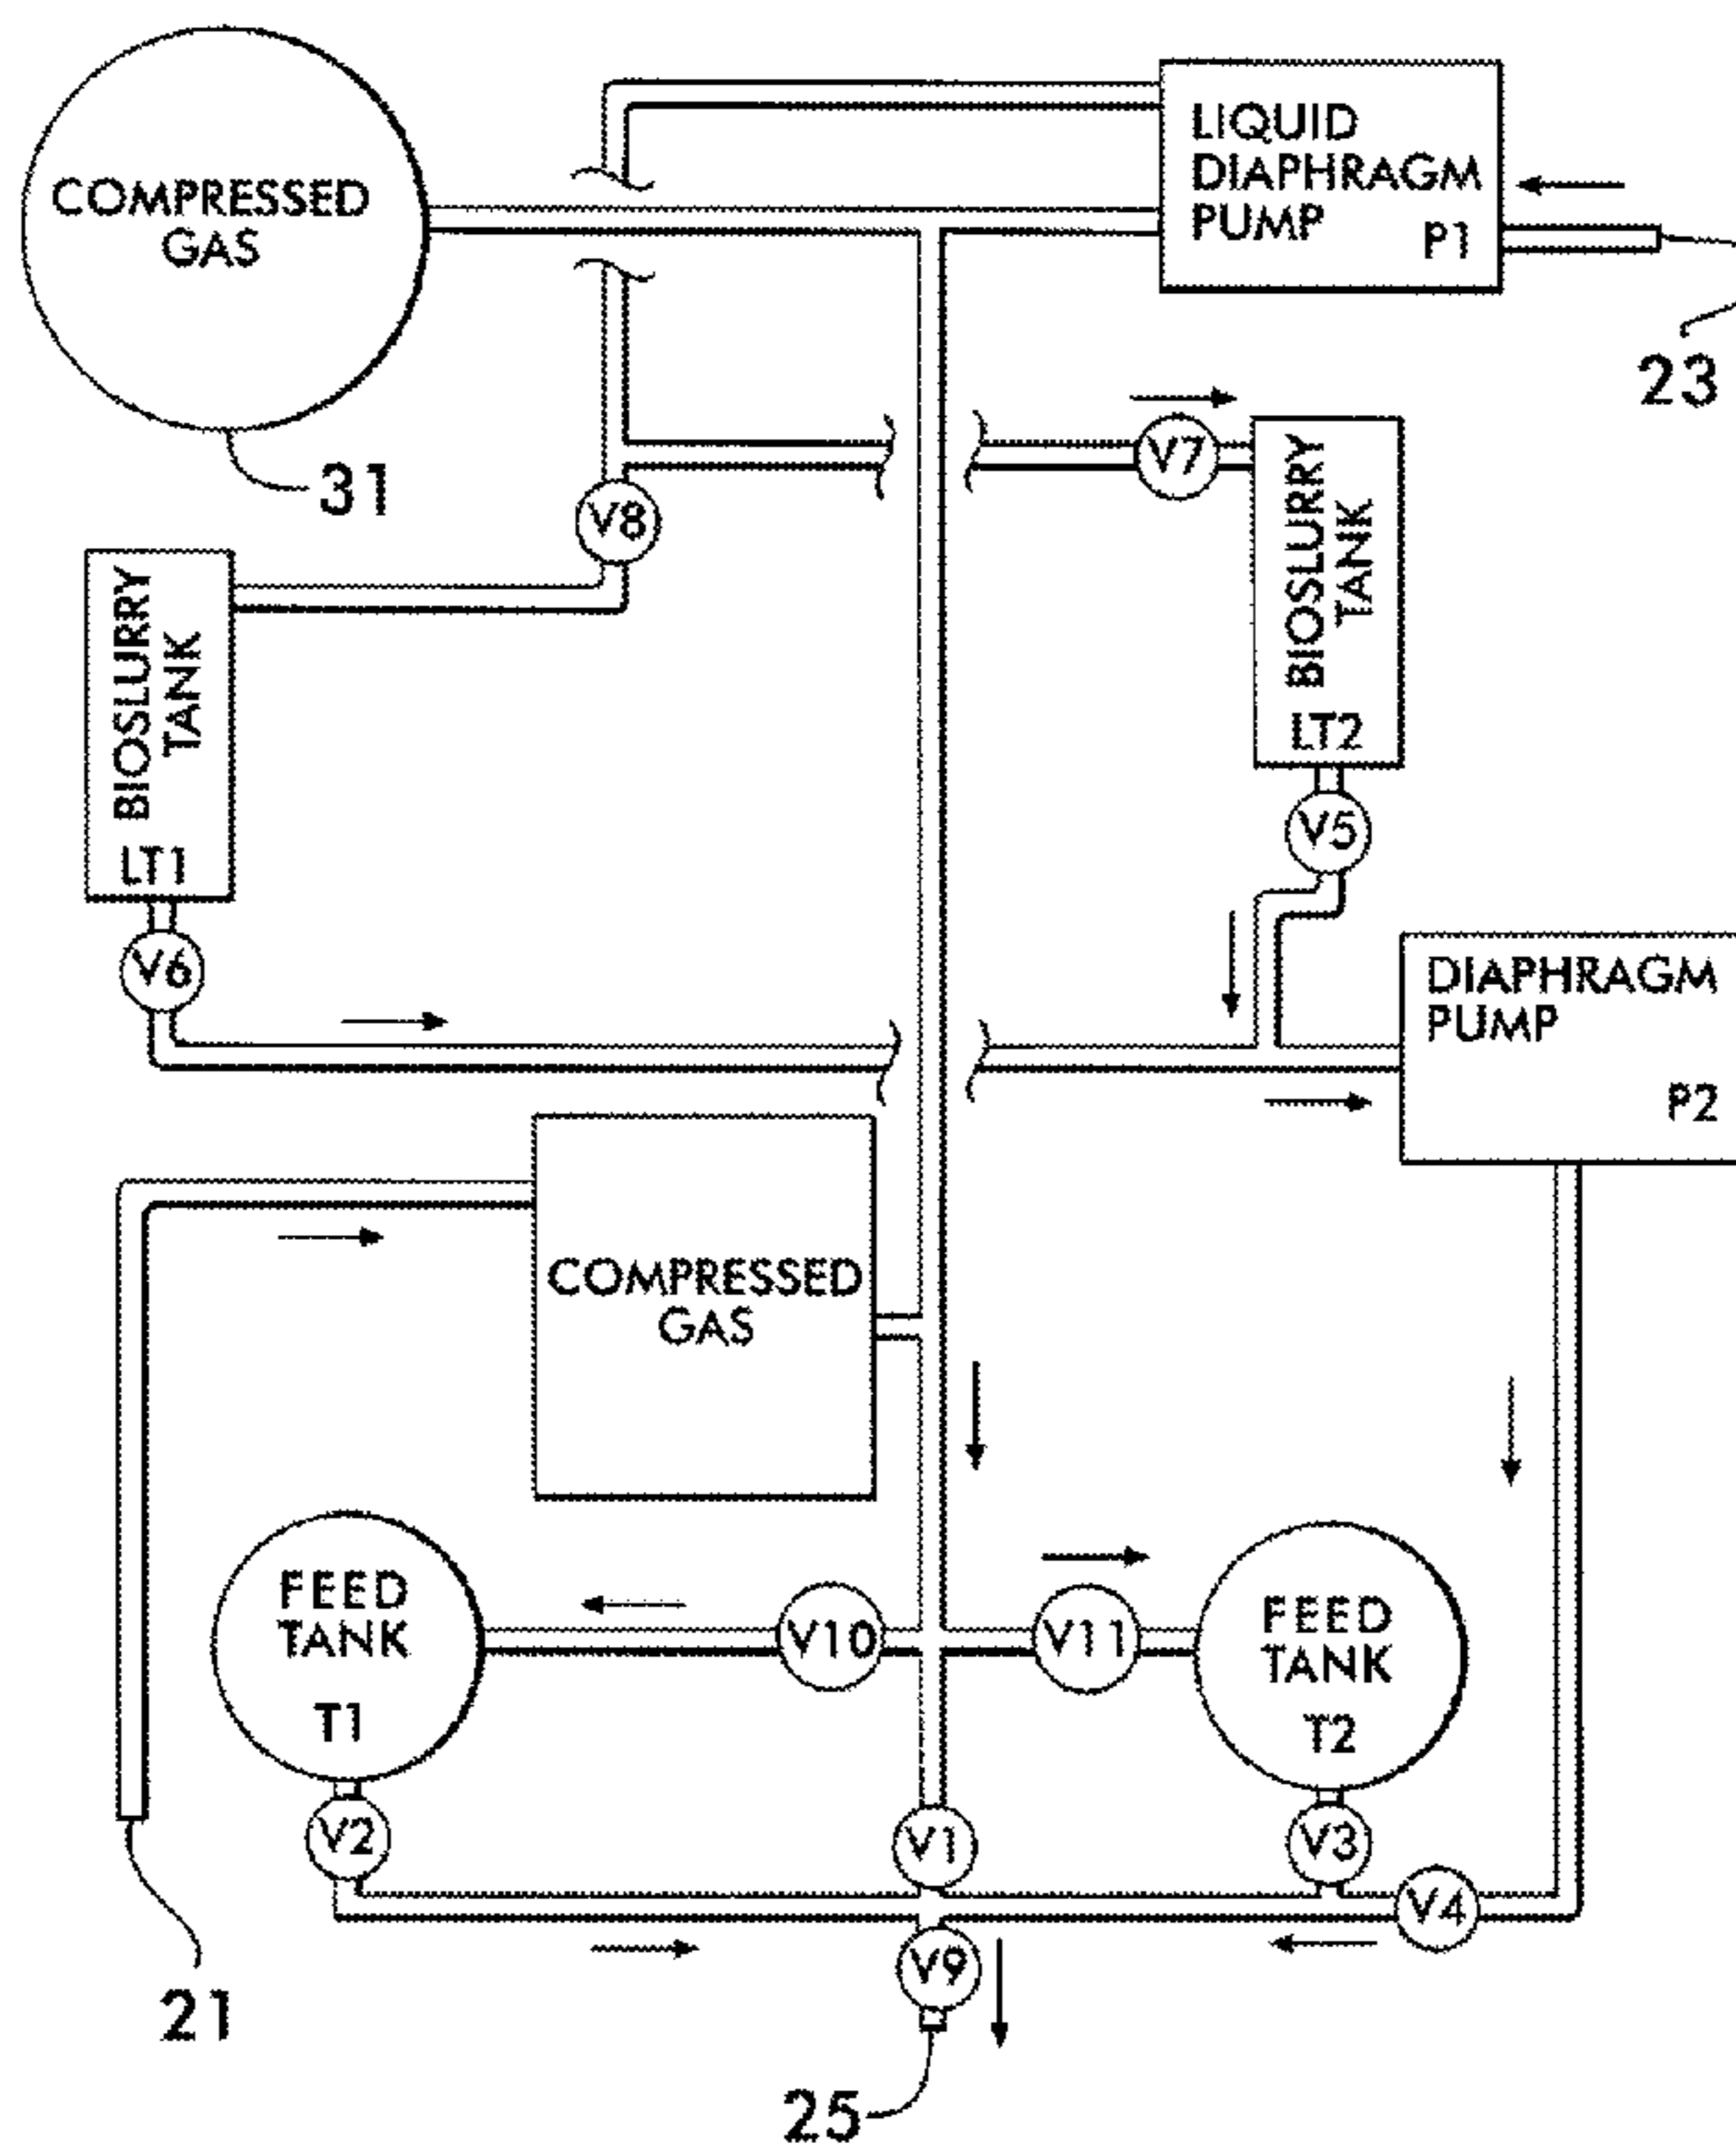 COMPRESSED
GAS
LIQUID
DIAPHRAGM
PUMP
P1
23
31
V7
V8
BIOSLURRY
TANK
LT1
BIOSLURRY
TANK
LT2
V5
V6
DIAPHRAGM
PUMP
P2
COMPRESSED
GAS
FEED
TANK
T1
V10
V11
FEED
TANK
T2
V2
V1
V3
V4
V9
21
25